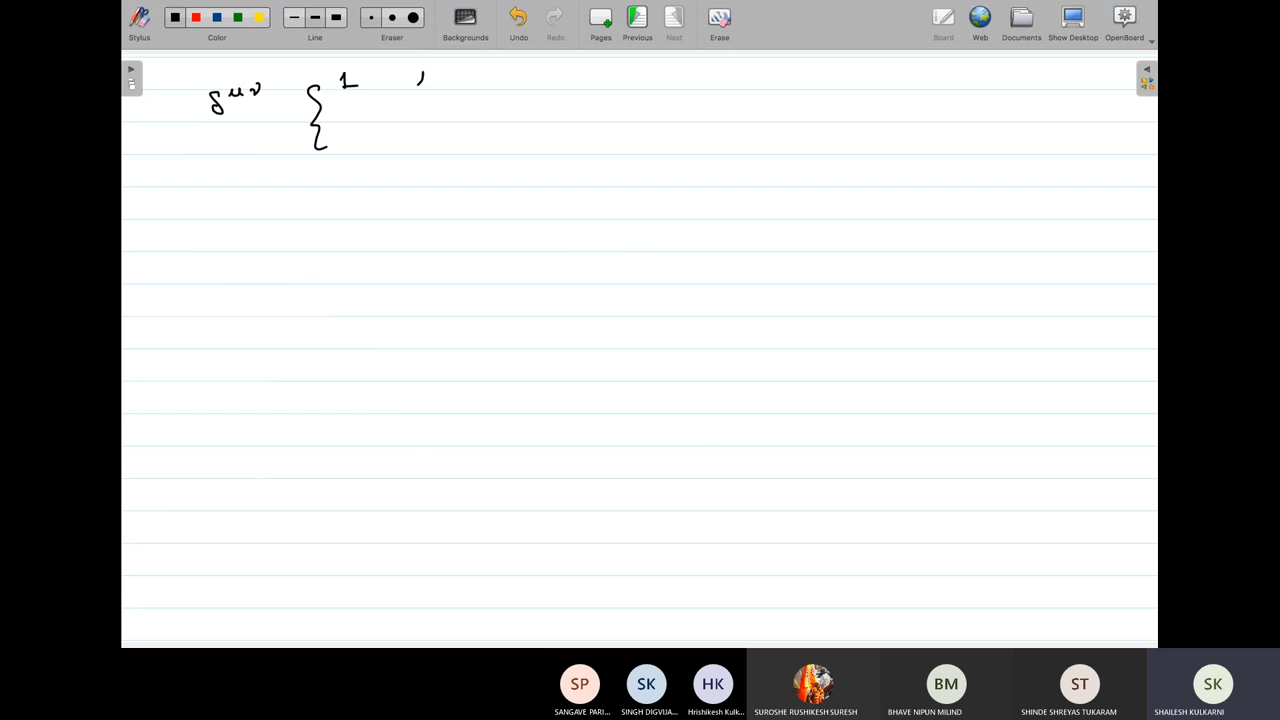 Stylus Color Line Eraser Backgrounds Undo Redo Pages Previous Next Erase Board Web Documents Show Desktop OpenBoard
δ^{μν} { 1 ,
SP SK HK BM ST SK
SANGAVE PARI... SINGH DIGVIJA... Hrishikesh Kulk... SUROSHE RUSHIKESH SURESH BHAVE NIPUN MILIND SHINDE SHREYAS TUKARAM SHAILESH KULKARNI